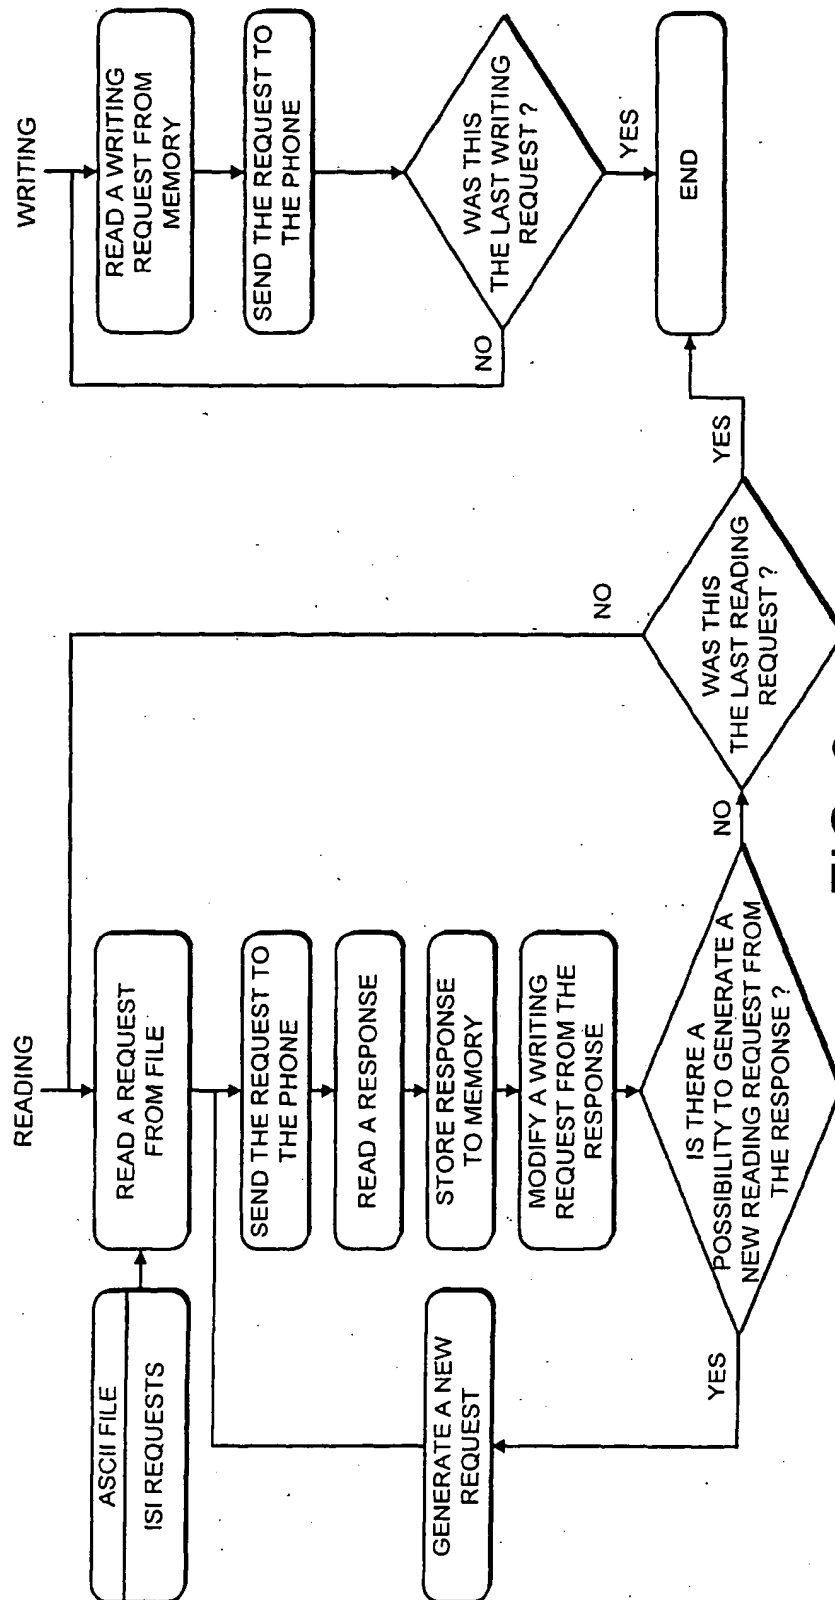 READING
ASCII FILE
ISI REQUESTS
READ A REQUEST
FROM FILE
SEND THE REQUEST TO
THE PHONE
READ A RESPONSE
STORE RESPONSE
TO MEMORY
MODIFY A WRITING
REQUEST FROM THE
RESPONSE
GENERATE A NEW
REQUEST
IS THERE A
POSSIBILITY TO GENERATE A
NEW READING REQUEST FROM
THE RESPONSE ?
YES
NO
WAS THIS
THE LAST READING
REQUEST ?
NO
YES
WRITING
READ A WRITING
REQUEST FROM
MEMORY
SEND THE REQUEST TO
THE PHONE
WAS THIS
THE LAST WRITING
REQUEST ?
NO
YES
END